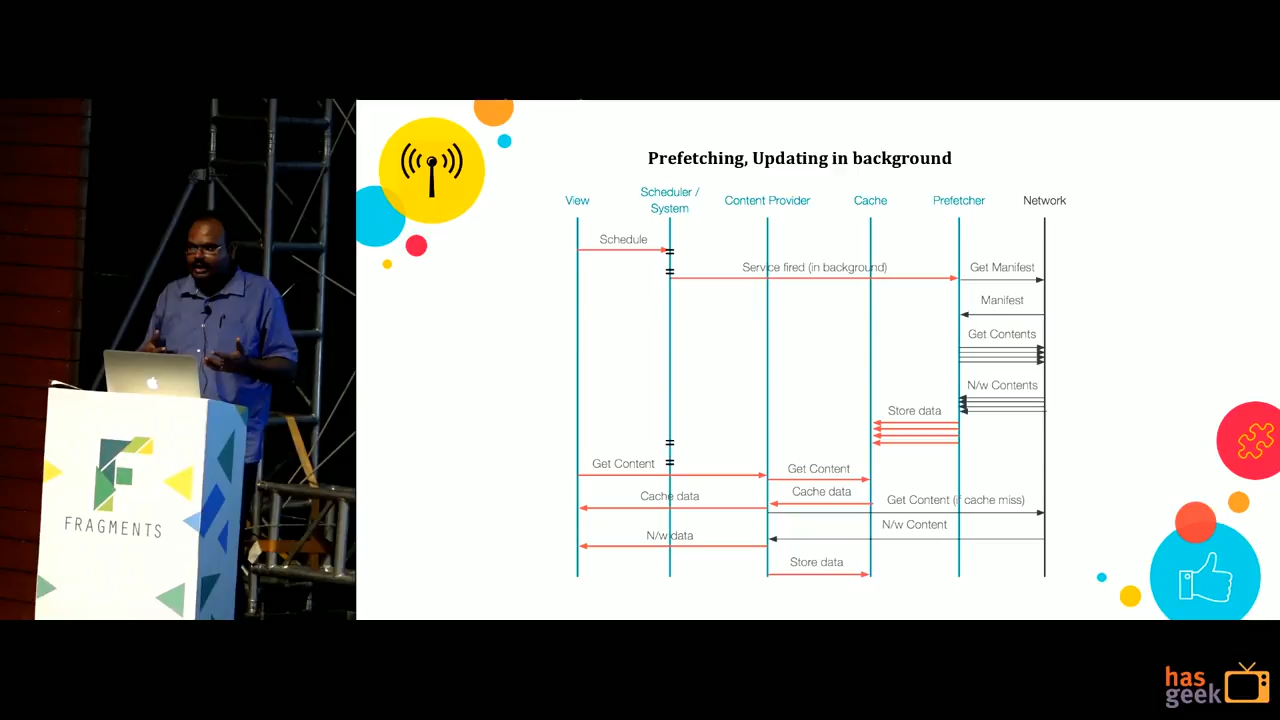 Prefetching, Updating in background
View
Scheduler /
System
Content Provider
Cache
Prefetcher
Network
Schedule
Service fired (in background)
Get Manifest
Manifest
Get Contents
N/w Contents
Store data
Get Content
Get Content
Cache data
Cache data
Get Content (if cache miss)
N/w Content
N/w data
Store data
FRAGMENTS
has
geek